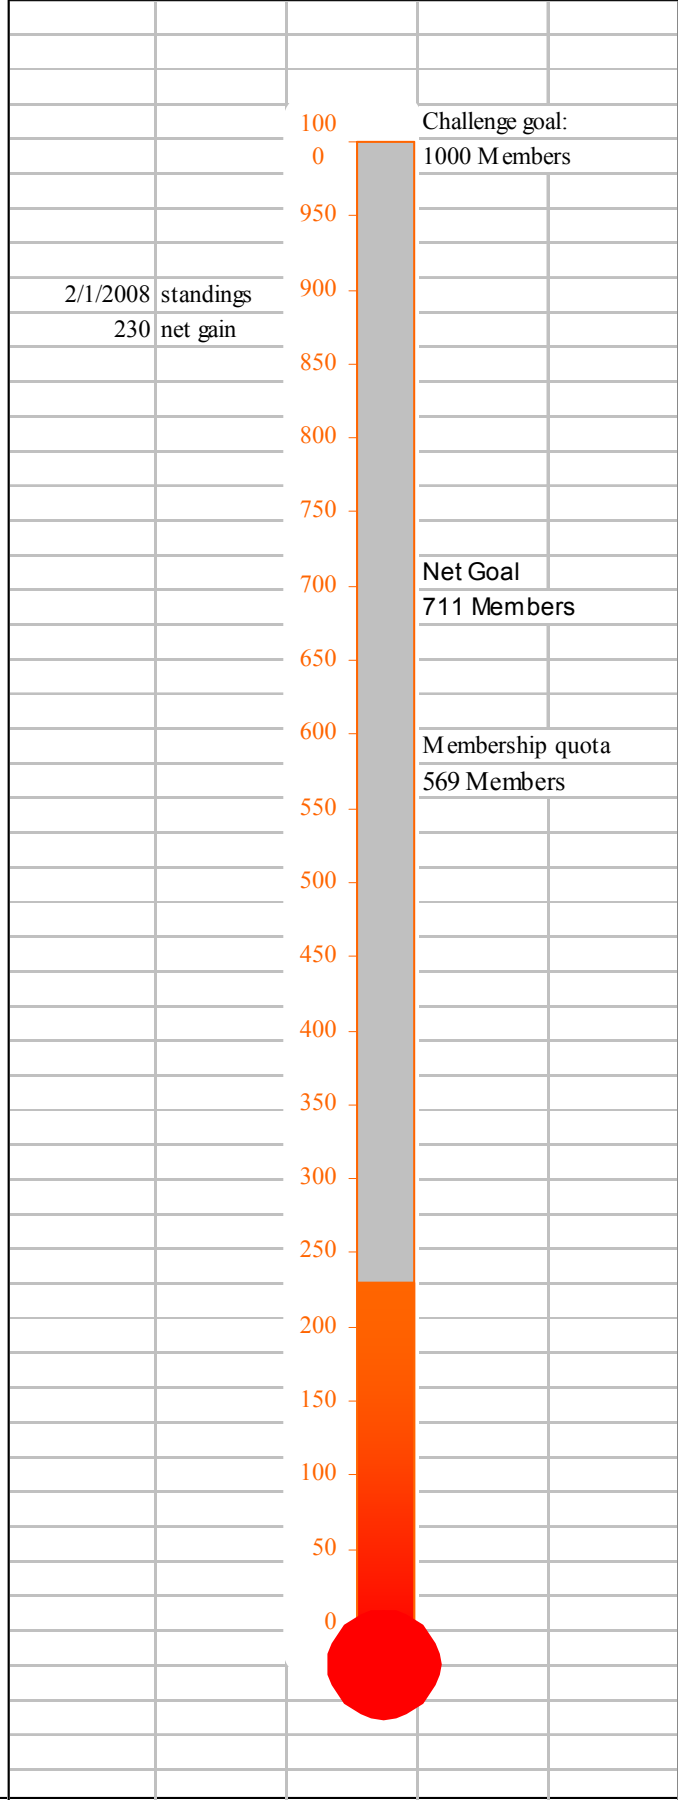 100
0
Challenge goal:
1000 Members
950
900
2/1/2008 standings
230 net gain
850
800
750
700
Net Goal
711 Members
650
600
Membership quota
569 Members
550
500
450
400
350
300
250
200
150
100
50
0